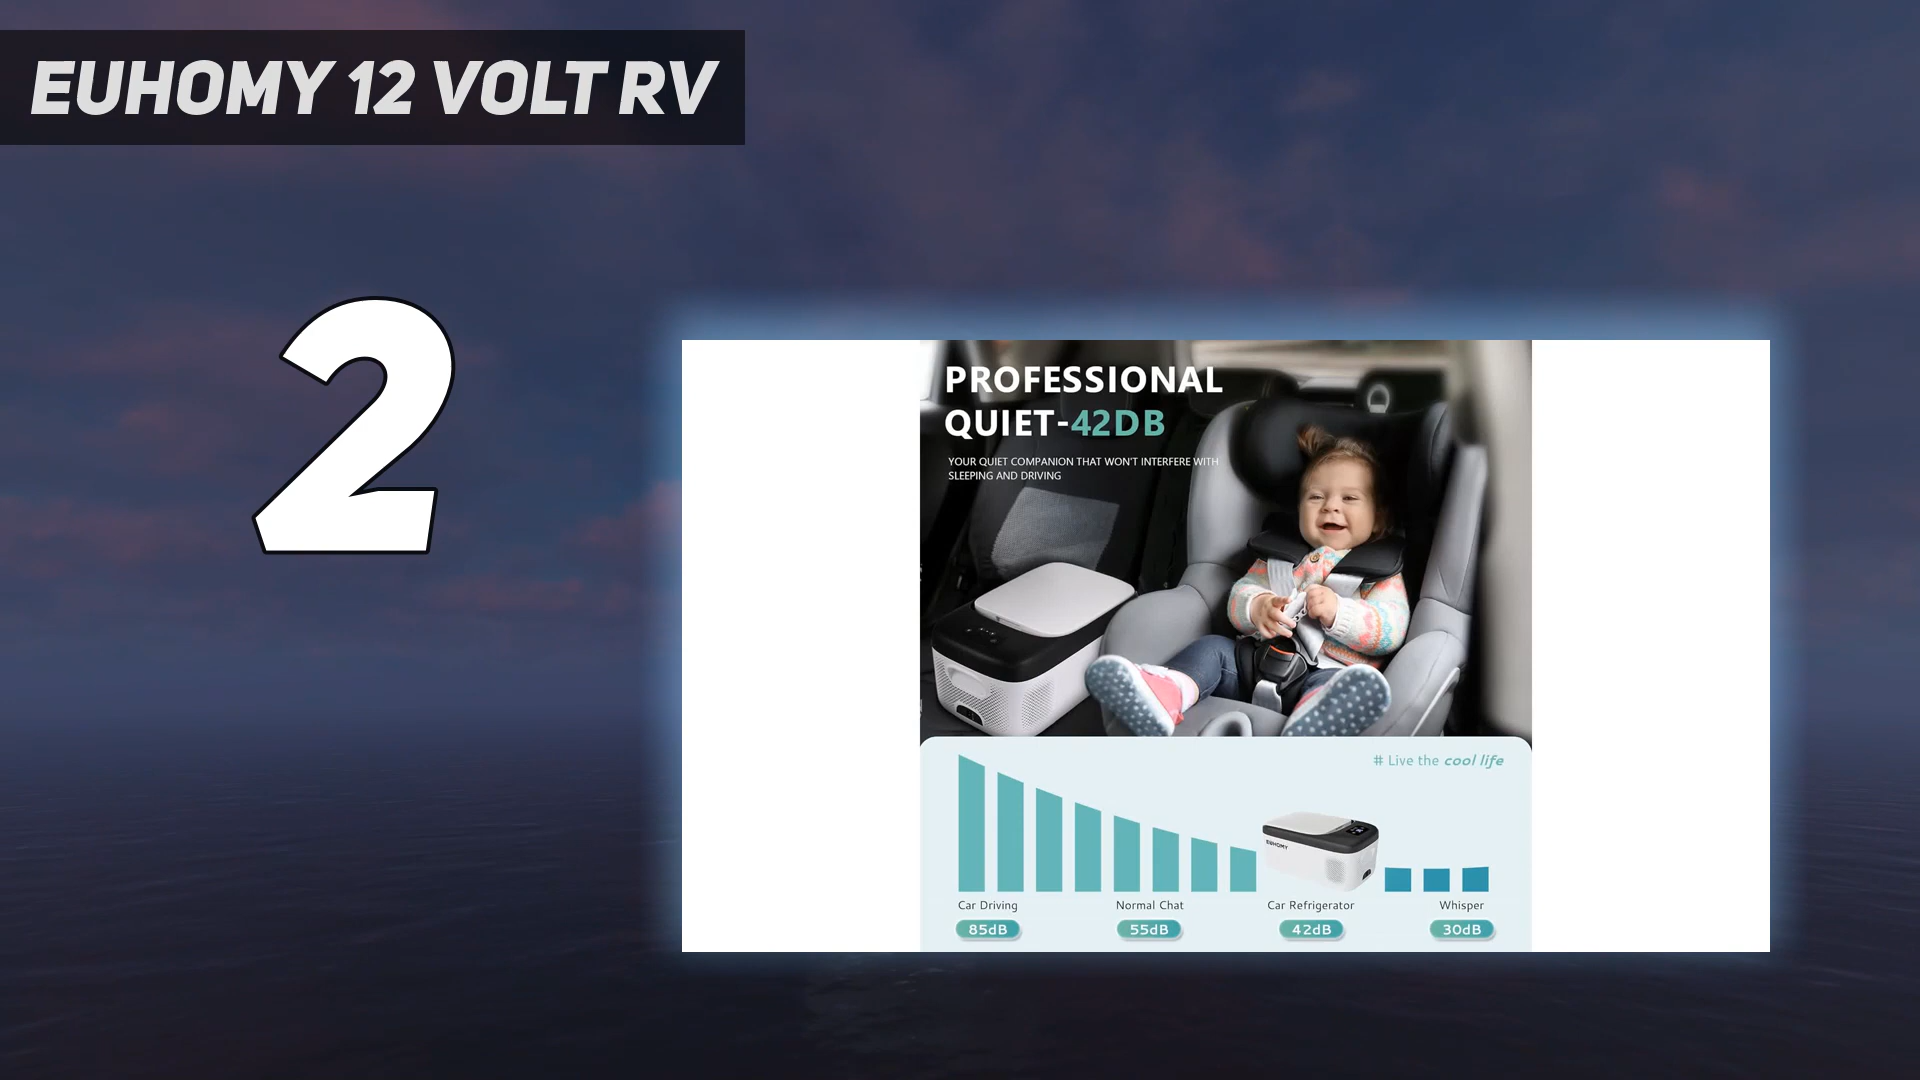 EUHOMY 12 VOLT RV
2
PROFESSIONAL
QUIET-42DB
YOUR QUIET COMPANION THAT WON'T INTERFERE WITH
SLEEPING AND DRIVING
# Live the cool life
EUHOMY
Car Driving Normal Chat Car Refrigerator Whisper
85dB 55dB 42dB 30dB